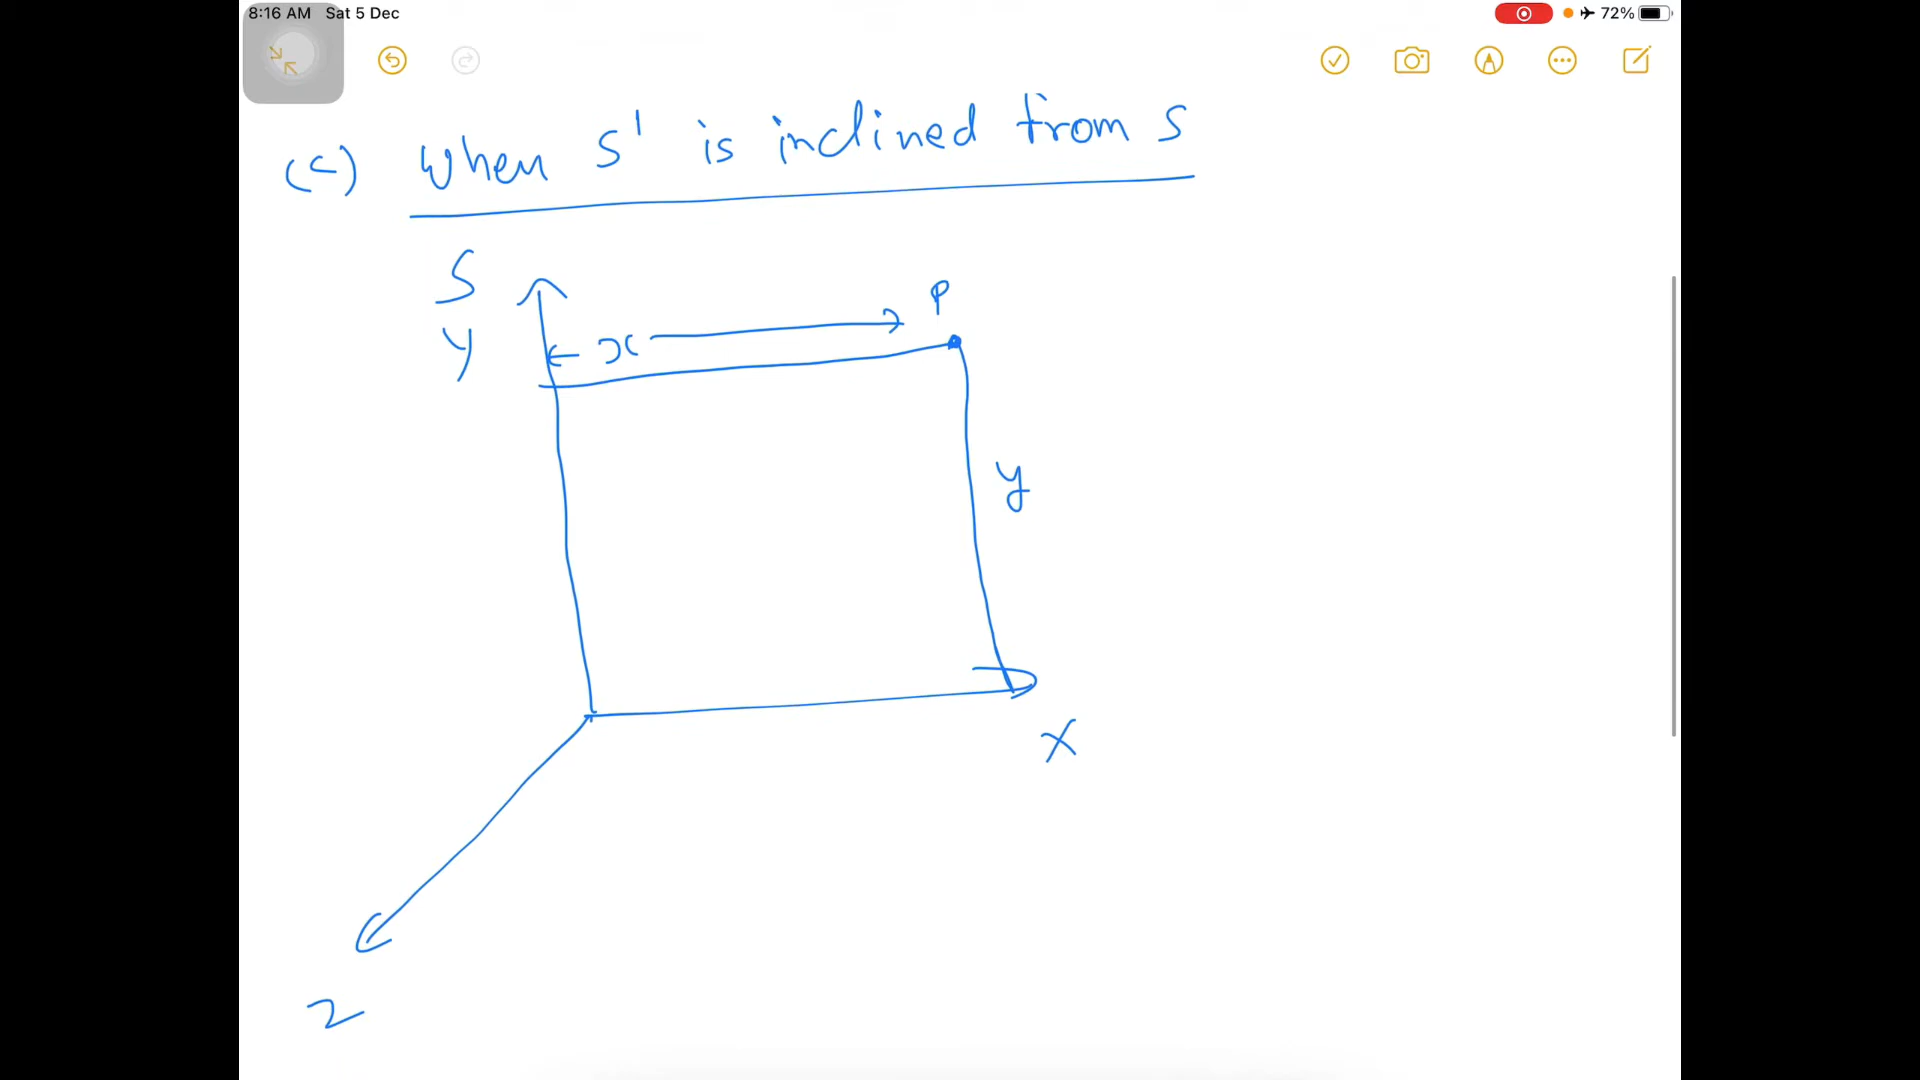 8:16 AM Sat 5 Dec 72%
(c) When S' is inclined from S
S
Y
P
x
y
X
Z